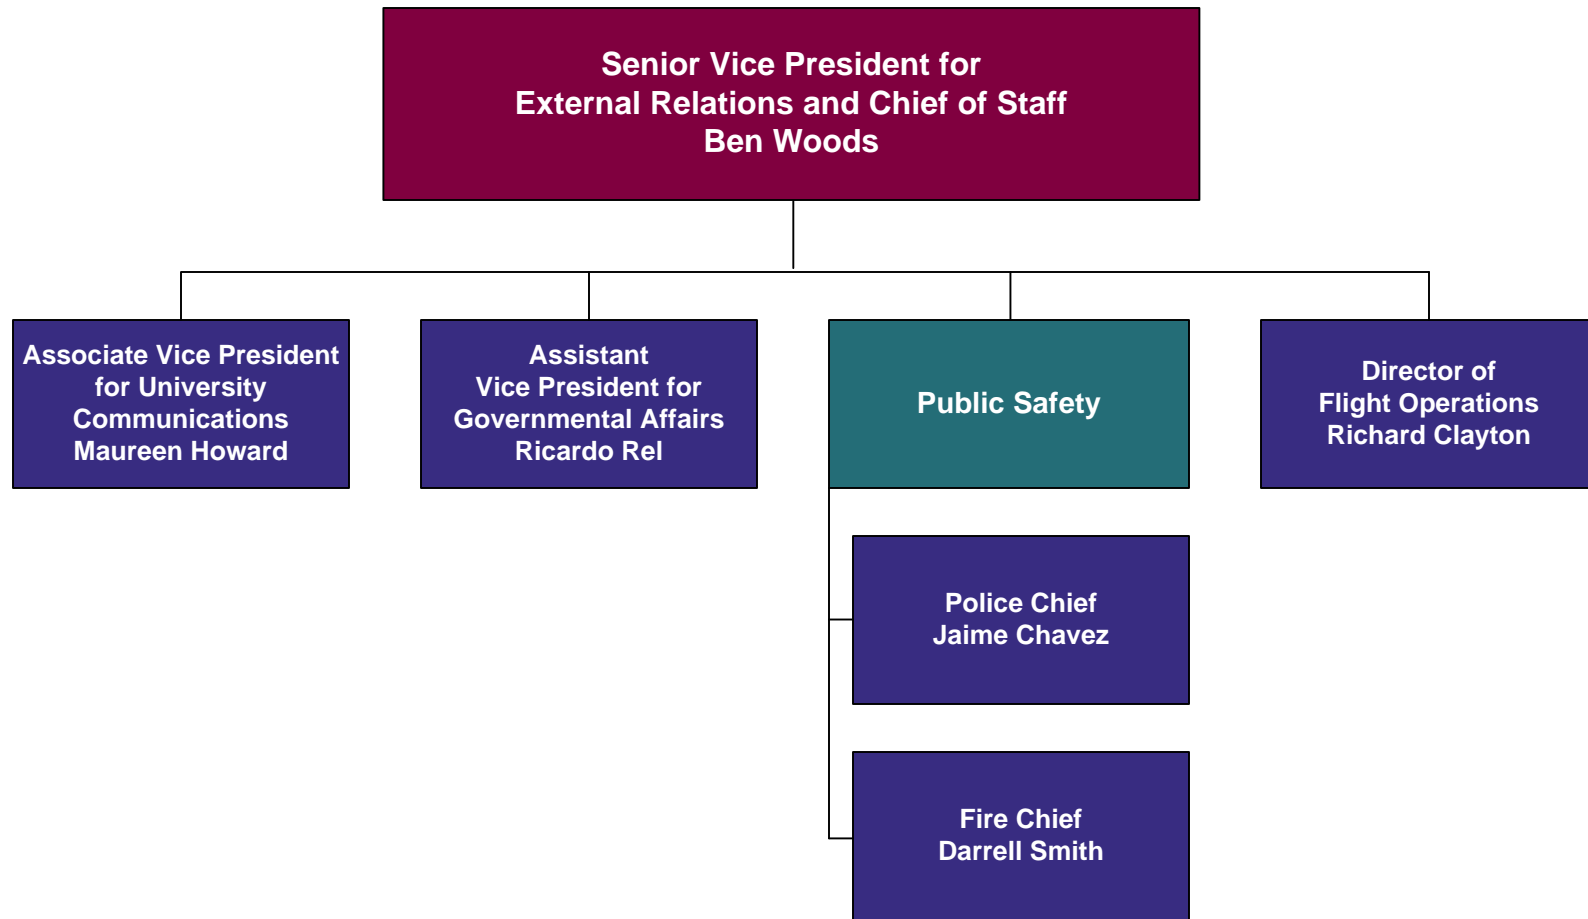 Senior Vice President for
External Relations and Chief of Staff
Ben Woods
Associate Vice President
for University
Communications
Maureen Howard
Assistant
Vice President for
Governmental Affairs
Ricardo Rel
Public Safety
Director of
Flight Operations
Richard Clayton
Police Chief
Jaime Chavez
Fire Chief
Darrell Smith